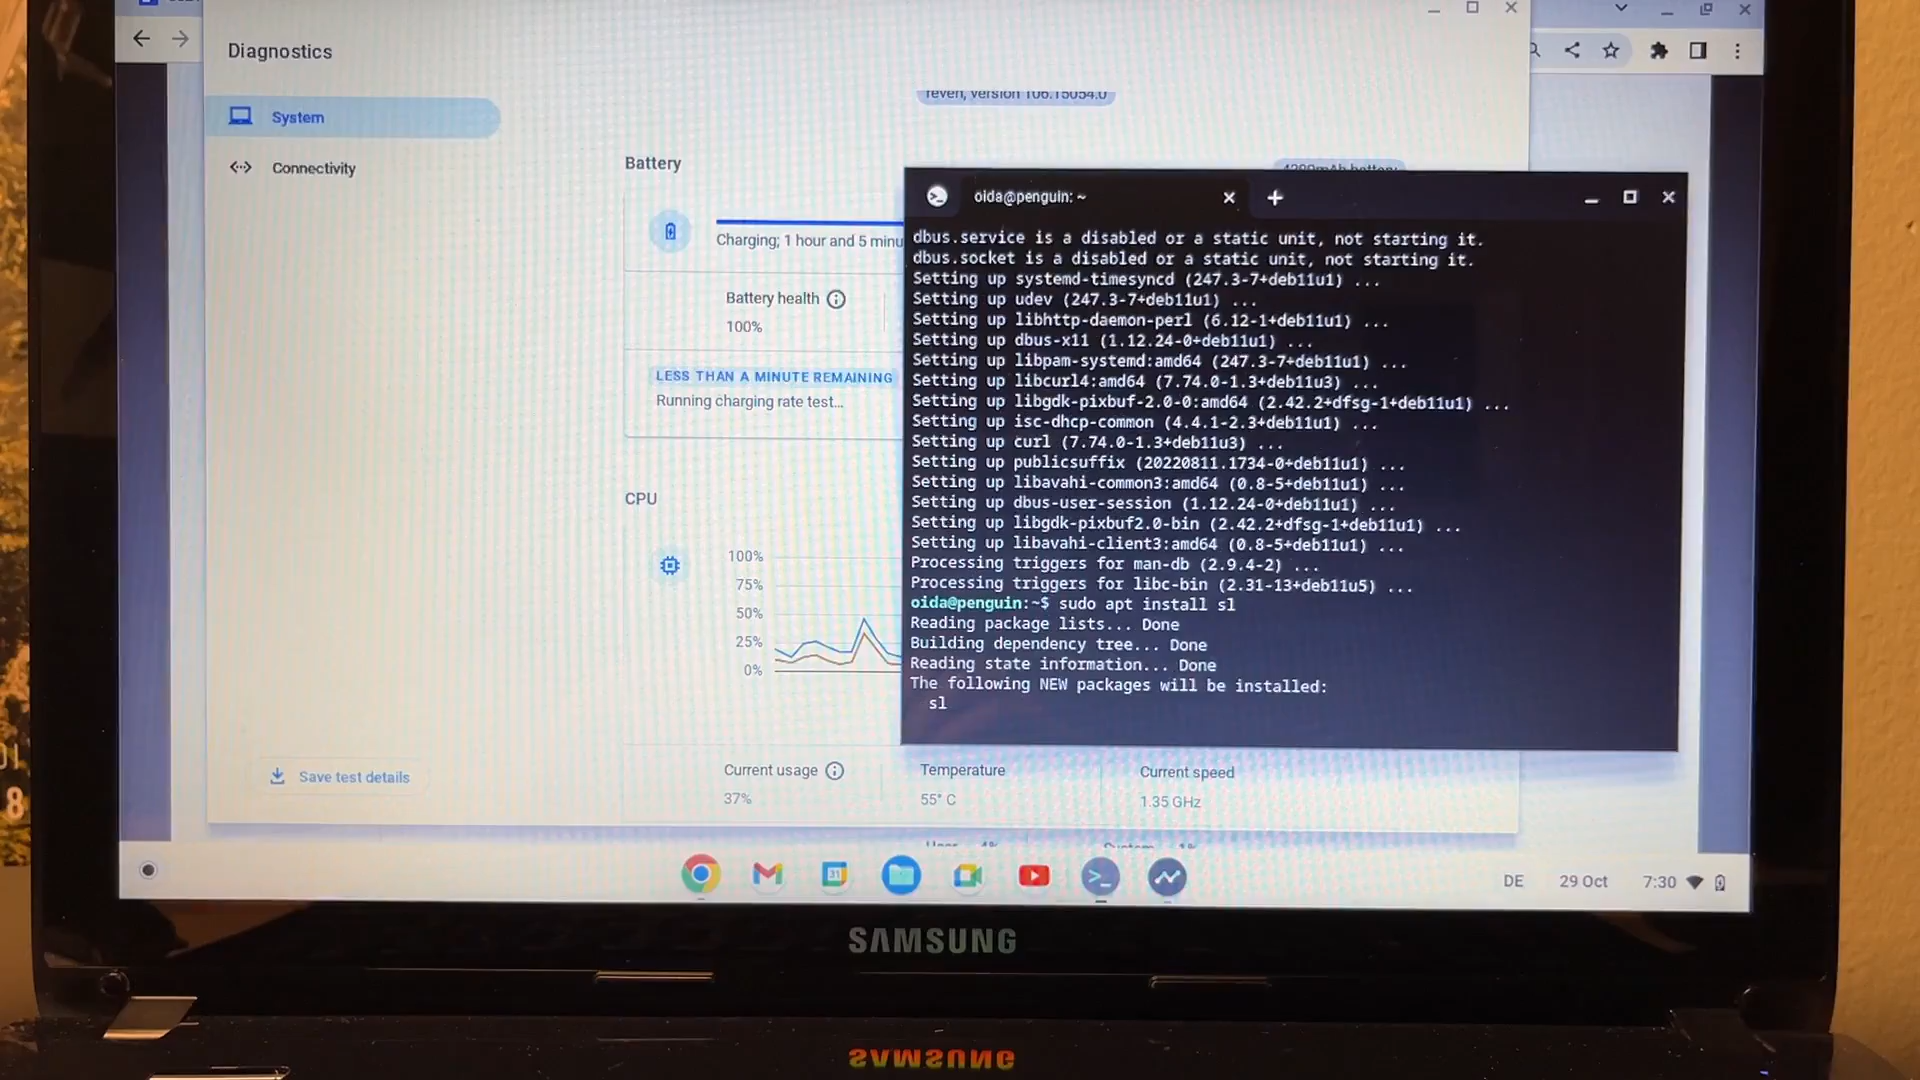 Diagnostics
reven, version 106.15054.0
System
Connectivity
Battery
4200mAh battery
Charging; 1 hour and 5 minu
Battery health
100%
LESS THAN A MINUTE REMAINING
Running charging rate test...
CPU
100%
75%
50%
25%
0%
Current usage
37%
Temperature
55° C
Current speed
1.35 GHz
Save test details
oida@penguin: ~
dbus.service is a disabled or a static unit, not starting it.
dbus.socket is a disabled or a static unit, not starting it.
Setting up systemd-timesyncd (247.3-7+deb11u1) ...
Setting up udev (247.3-7+deb11u1) ...
Setting up libhttp-daemon-perl (6.12-1+deb11u1) ...
Setting up dbus-x11 (1.12.24-0+deb11u1) ...
Setting up libpam-systemd:amd64 (247.3-7+deb11u1) ...
Setting up libcurl4:amd64 (7.74.0-1.3+deb11u3) ...
Setting up libgdk-pixbuf-2.0-0:amd64 (2.42.2+dfsg-1+deb11u1) ...
Setting up isc-dhcp-common (4.4.1-2.3+deb11u1) ...
Setting up curl (7.74.0-1.3+deb11u3) ...
Setting up publicsuffix (20220811.1734-0+deb11u1) ...
Setting up libavahi-common3:amd64 (0.8-5+deb11u1) ...
Setting up dbus-user-session (1.12.24-0+deb11u1) ...
Setting up libgdk-pixbuf2.0-bin (2.42.2+dfsg-1+deb11u1) ...
Setting up libavahi-client3:amd64 (0.8-5+deb11u1) ...
Processing triggers for man-db (2.9.4-2) ...
Processing triggers for libc-bin (2.31-13+deb11u5) ...
oida@penguin:~$ sudo apt install sl
Reading package lists... Done
Building dependency tree... Done
Reading state information... Done
The following NEW packages will be installed:
sl
31
DE
29 Oct
7:30
SAMSUNG
SAMSUNG
8